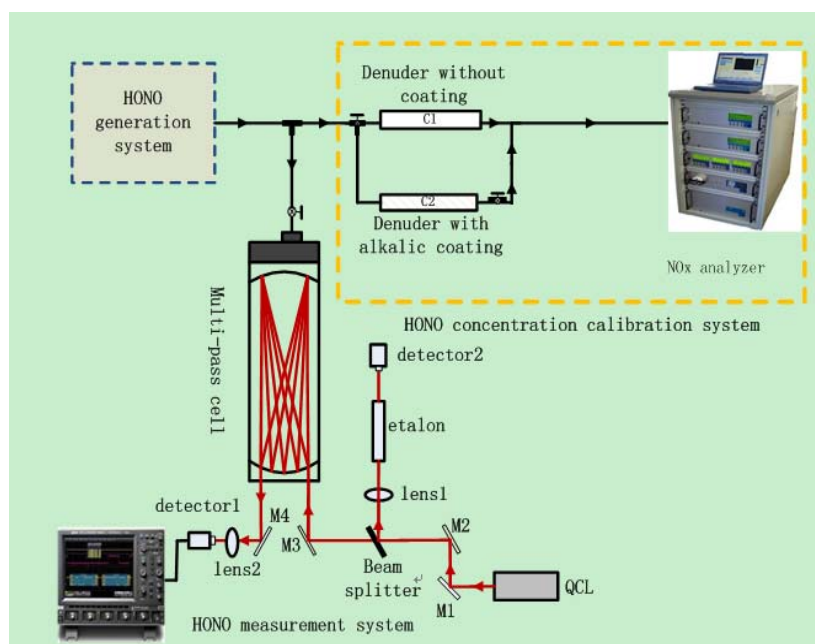 HONO
generation
system
Denuder without
coating
C1
C2
Denuder with
alkalic coating
NOx analyzer
HONO concentration calibration system
Multi-pass cell
detector2
etalon
lens1
detector1
M4
M3
M2
lens2
Beam
splitter
M1
QCL
HONO measurement system